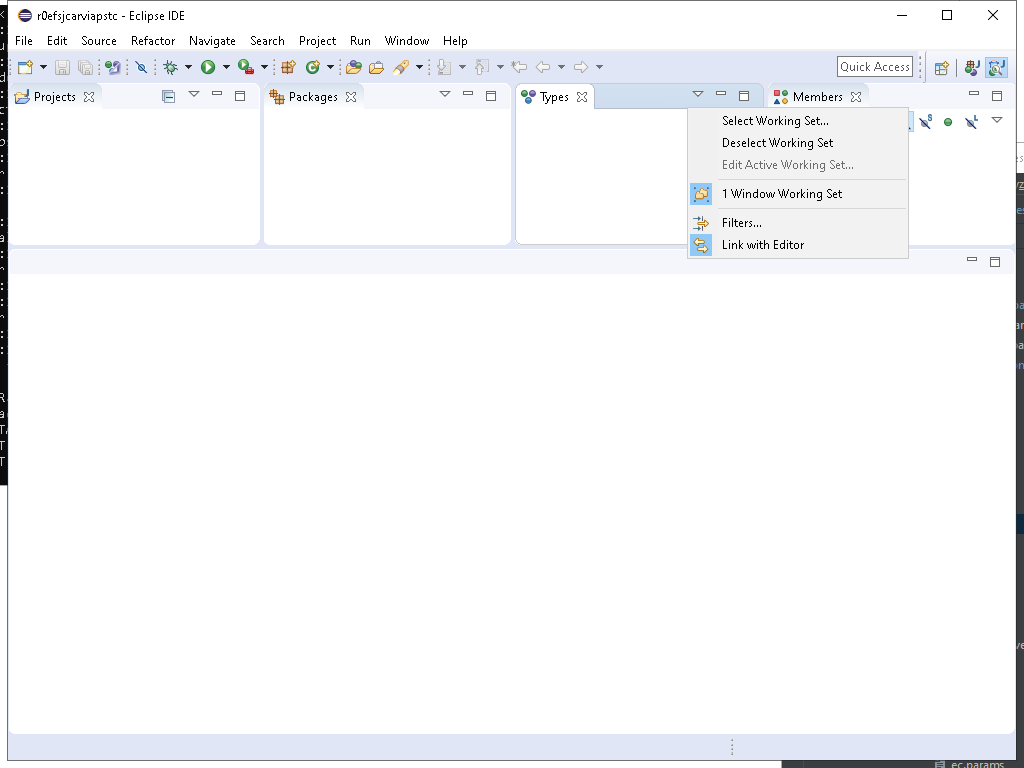 r0efsjcarviapstc - Eclipse IDE
File Edit Source Refactor Navigate Search Project Run Window Help
Quick Access
Projects Packages Types Members
Select Working Set...
Deselect Working Set
Edit Active Working Set...
1 Window Working Set
Filters...
Link with Editor
ec.params